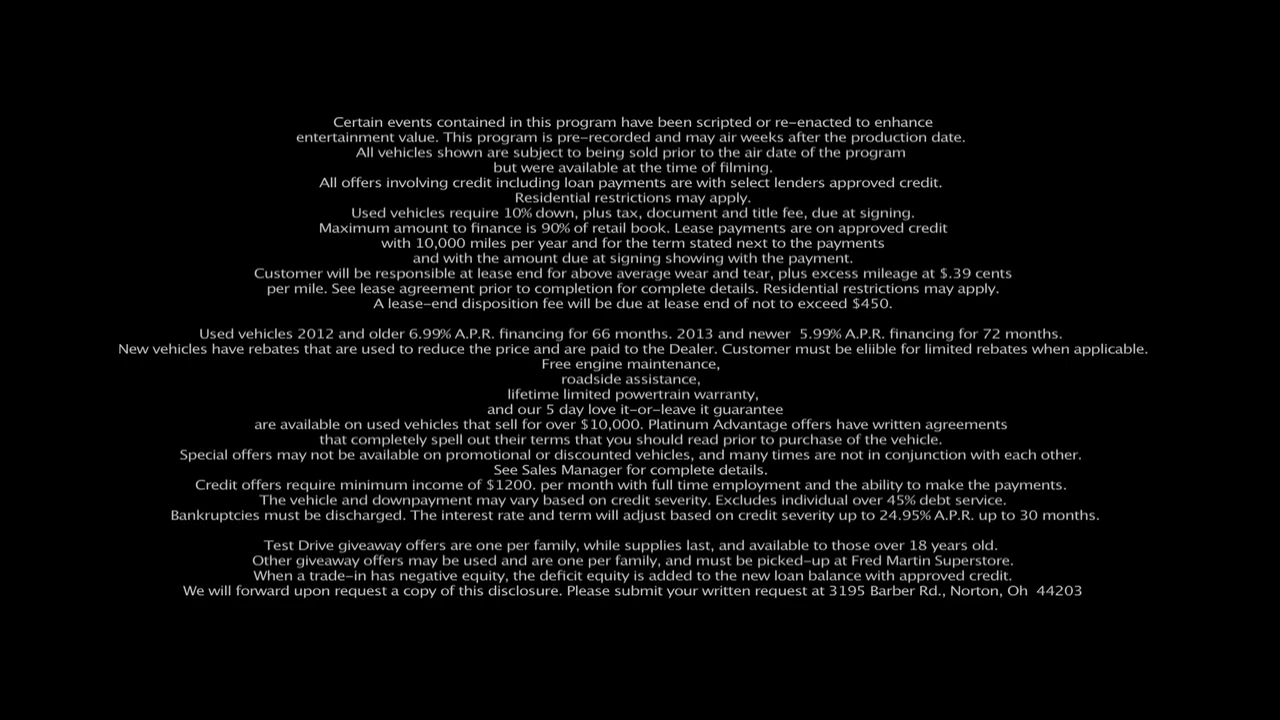 Certain events contained in this program have been scripted or re-enacted to enhance
entertainment value. This program is pre-recorded and may air weeks after the production date.
All vehicles shown are subject to being sold prior to the air date of the program
but were available at the time of filming.
All offers involving credit including loan payments are with select lenders approved credit.
Residential restrictions may apply.
Used vehicles require 10% down, plus tax, document and title fee, due at signing.
Maximum amount to finance is 90% of retail book. Lease payments are on approved credit
with 10,000 miles per year and for the term stated next to the payments
and with the amount due at signing showing with the payment.
Customer will be responsible at lease end for above average wear and tear, plus excess mileage at $.39 cents
per mile. See lease agreement prior to completion for complete details. Residential restrictions may apply.
A lease-end disposition fee will be due at lease end of not to exceed $450.
Used vehicles 2012 and older 6.99% A.P.R. financing for 66 months. 2013 and newer  5.99% A.P.R. financing for 72 months.
New vehicles have rebates that are used to reduce the price and are paid to the Dealer. Customer must be eliible for limited rebates when applicable.
Free engine maintenance,
roadside assistance,
lifetime limited powertrain warranty,
and our 5 day love it-or-leave it guarantee
are available on used vehicles that sell for over $10,000. Platinum Advantage offers have written agreements
that completely spell out their terms that you should read prior to purchase of the vehicle.
Special offers may not be available on promotional or discounted vehicles, and many times are not in conjunction with each other.
See Sales Manager for complete details.
Credit offers require minimum income of $1200. per month with full time employment and the ability to make the payments.
The vehicle and downpayment may vary based on credit severity. Excludes individual over 45% debt service.
Bankruptcies must be discharged. The interest rate and term will adjust based on credit severity up to 24.95% A.P.R. up to 30 months.
Test Drive giveaway offers are one per family, while supplies last, and available to those over 18 years old.
Other giveaway offers may be used and are one per family, and must be picked-up at Fred Martin Superstore.
When a trade-in has negative equity, the deficit equity is added to the new loan balance with approved credit.
We will forward upon request a copy of this disclosure. Please submit your written request at 3195 Barber Rd., Norton, Oh  44203